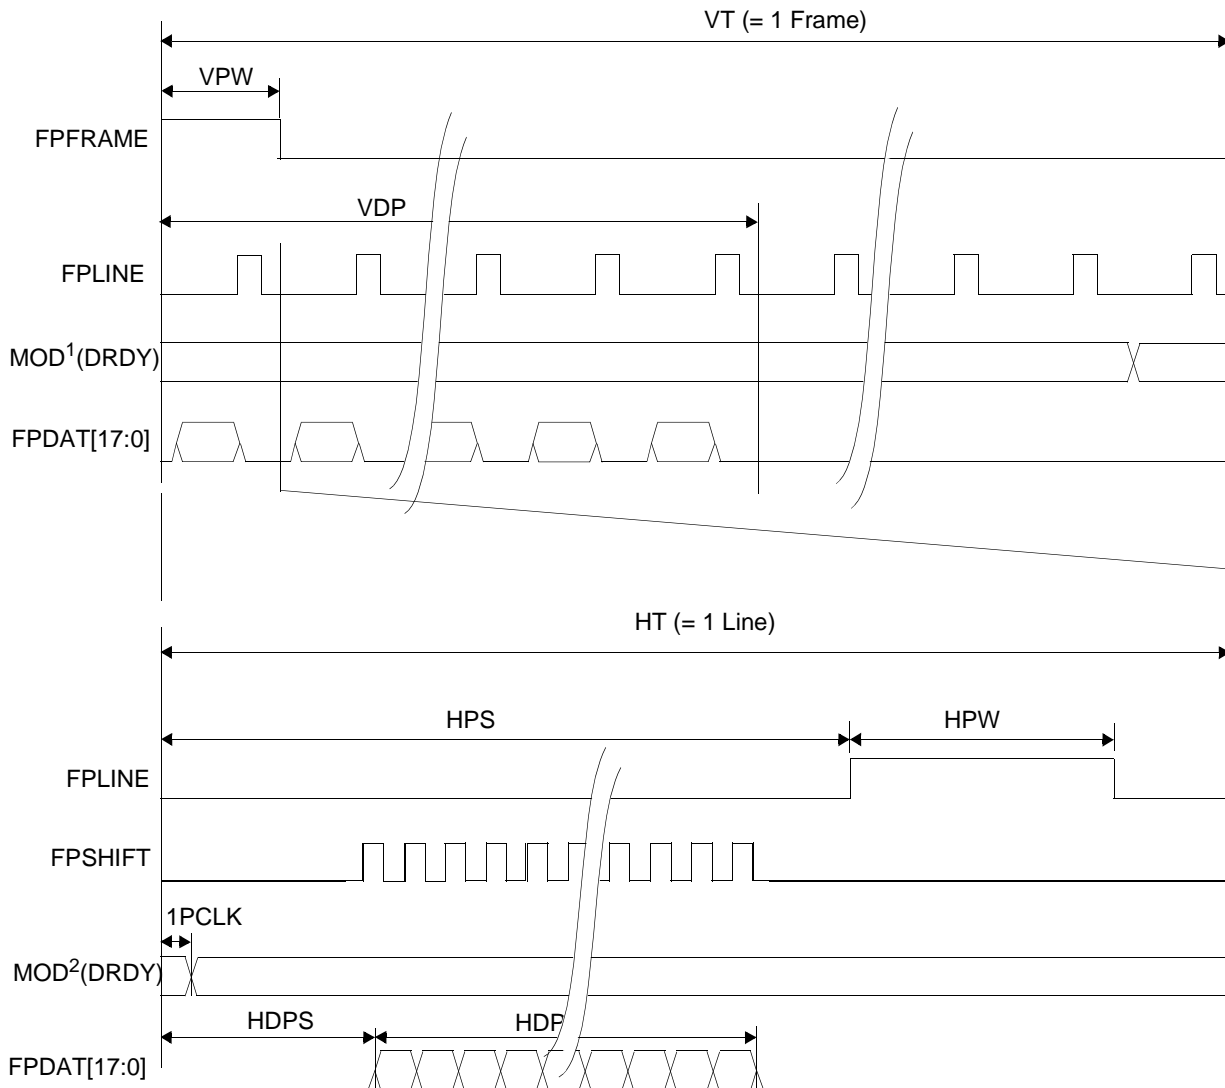 VT (= 1 Frame)
VPW
FPFRAME
VDP
FPLINE
MOD1(DRDY)
FPDAT[17:0]
HT (= 1 Line)
HPS
HPW
FPLINE
FPSHIFT
1PCLK
MOD2(DRDY)
HDPS
HDP
FPDAT[17:0]